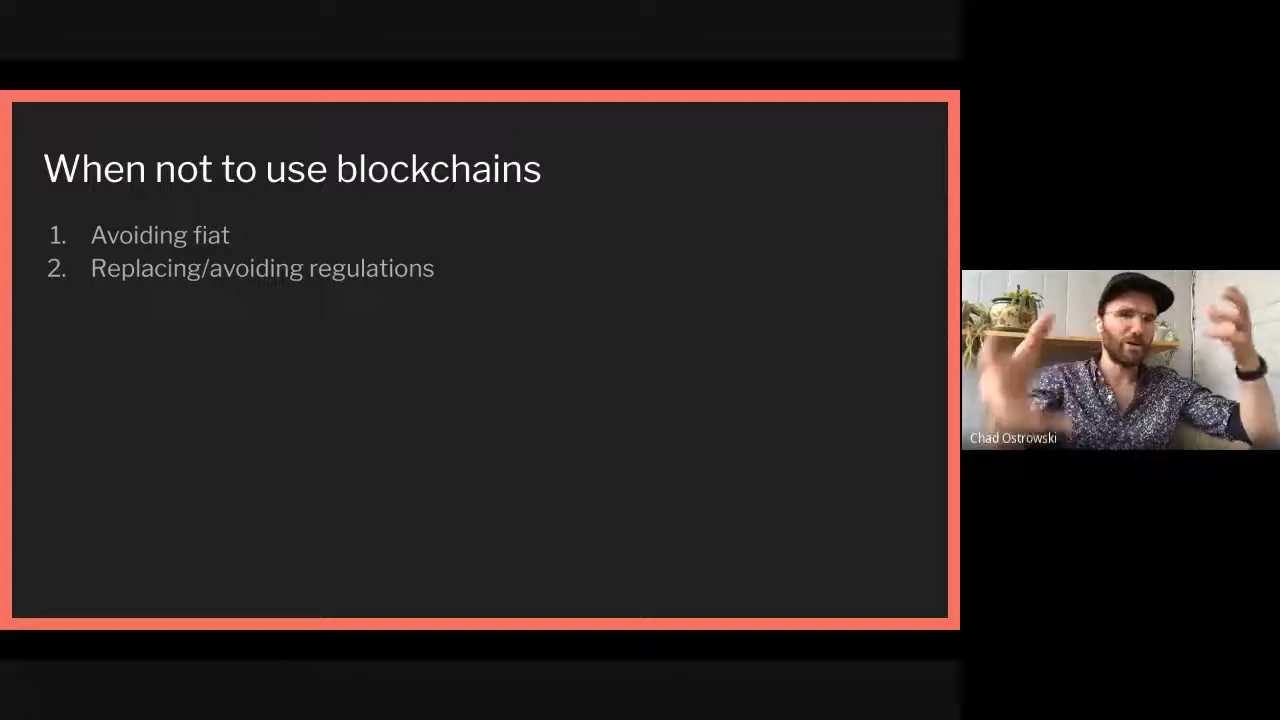 When not to use blockchains
1. Avoiding fiat
2. Replacing/avoiding regulations
Chad Ostrowski